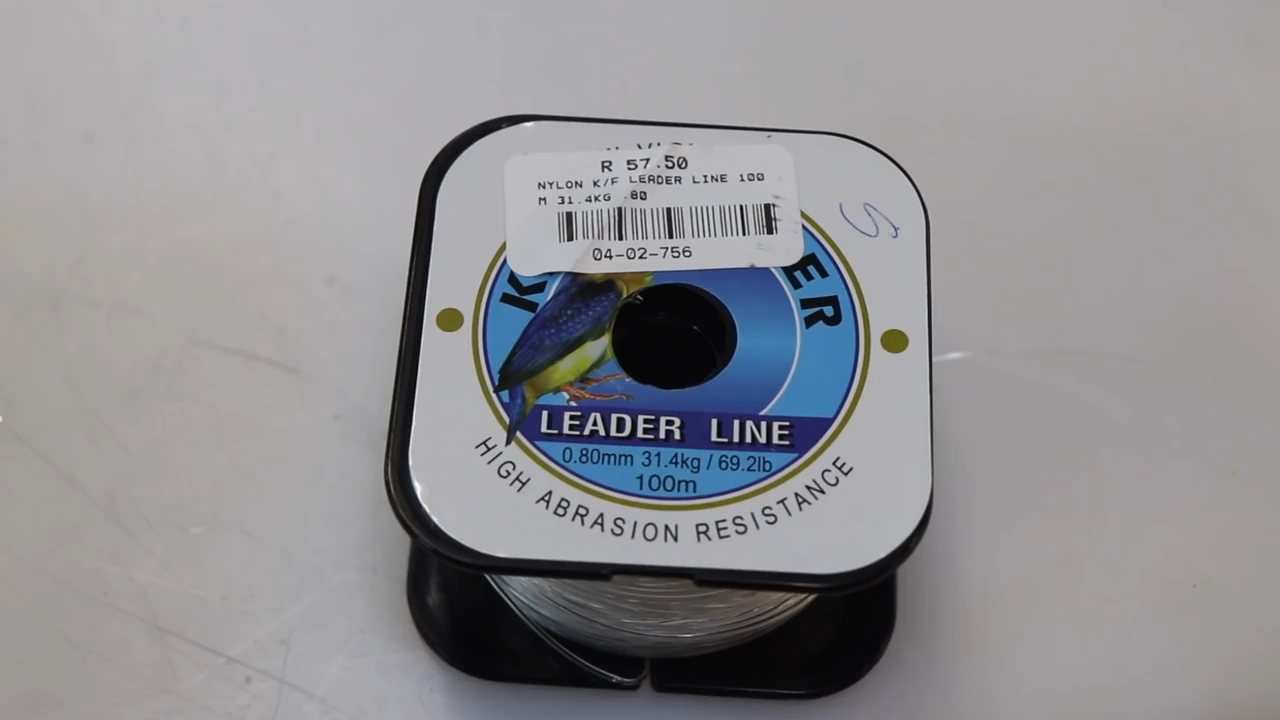 R 57.50
NYLON K/F LEADER LINE 100
M 31.4KG .80
04-02-756
LEADER LINE
0.80mm 31.4kg / 69.2lb
100m
HIGH ABRASION RESISTANCE